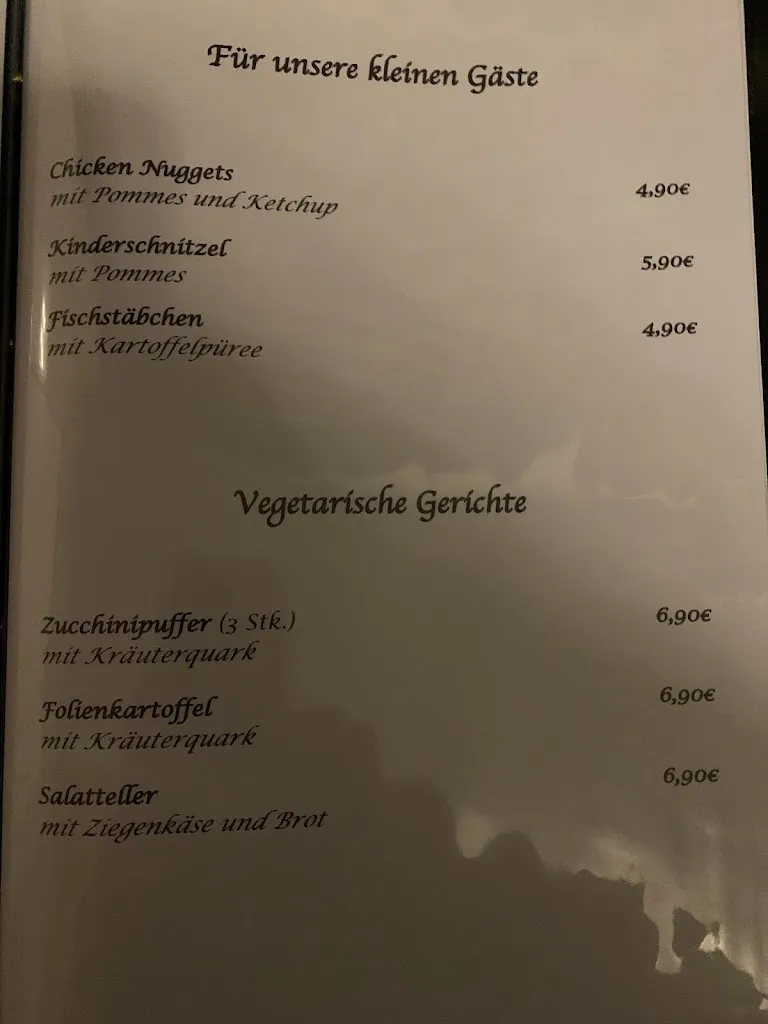 Für unsere kleinen Gäste
Chicken Nuggets
mit Pommes und Ketchup 4,90€
Kinderschnitzel
mit Pommes 5,90€
Fischstäbchen
mit Kartoffelpüree 4,90€
Vegetarische Gerichte
Zucchinipuffer (3 Stk.) 6,90€
mit Kräuterquark
Folienkartoffel 6,90€
mit Kräuterquark
Salatteller 6,90€
mit Ziegenkäse und Brot